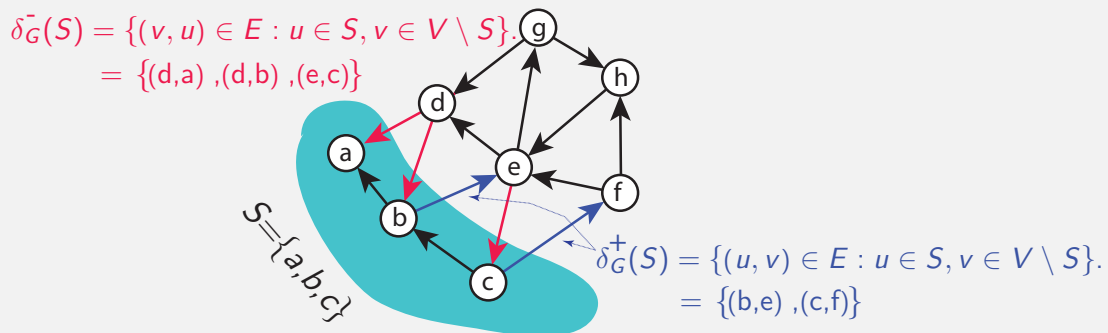 δ⁻_G(S) = {(v, u) ∈ E : u ∈ S, v ∈ V \ S}.
= {(d,a) ,(d,b) ,(e,c)}
g
h
d
a
e
f
b
c
S={a,b,c}
δ⁺_G(S) = {(u, v) ∈ E : u ∈ S, v ∈ V \ S}.
= {(b,e) ,(c,f)}